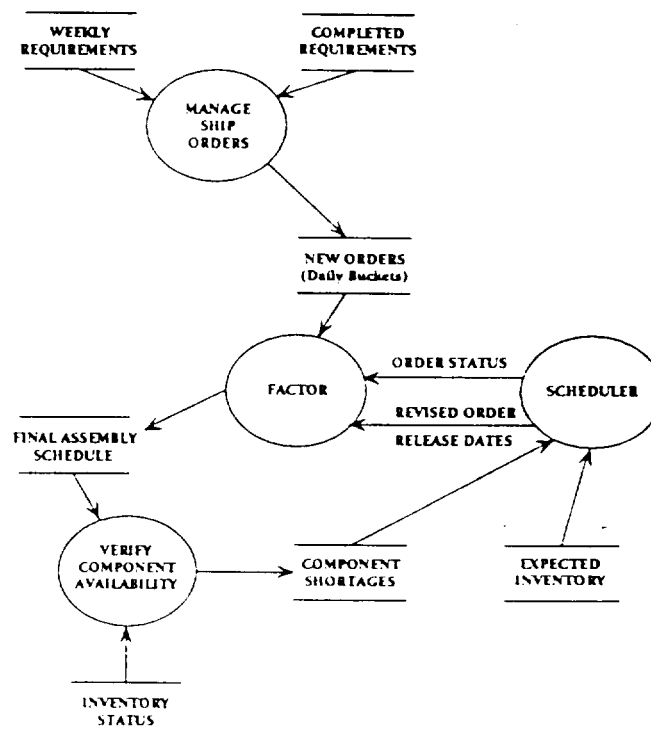 WEEKLY
REQUIREMENTS
COMPLETED
REQUIREMENTS
MANAGE
SHIP
ORDERS
NEW ORDERS
(Daily Buckets)
FACTOR
ORDER STATUS
SCHEDULER
REVISED ORDER
RELEASE DATES
FINAL ASSEMBLY
SCHEDULE
VERIFY
COMPONENT
AVAILABILITY
COMPONENT
SHORTAGES
EXPECTED
INVENTORY
INVENTORY
STATUS